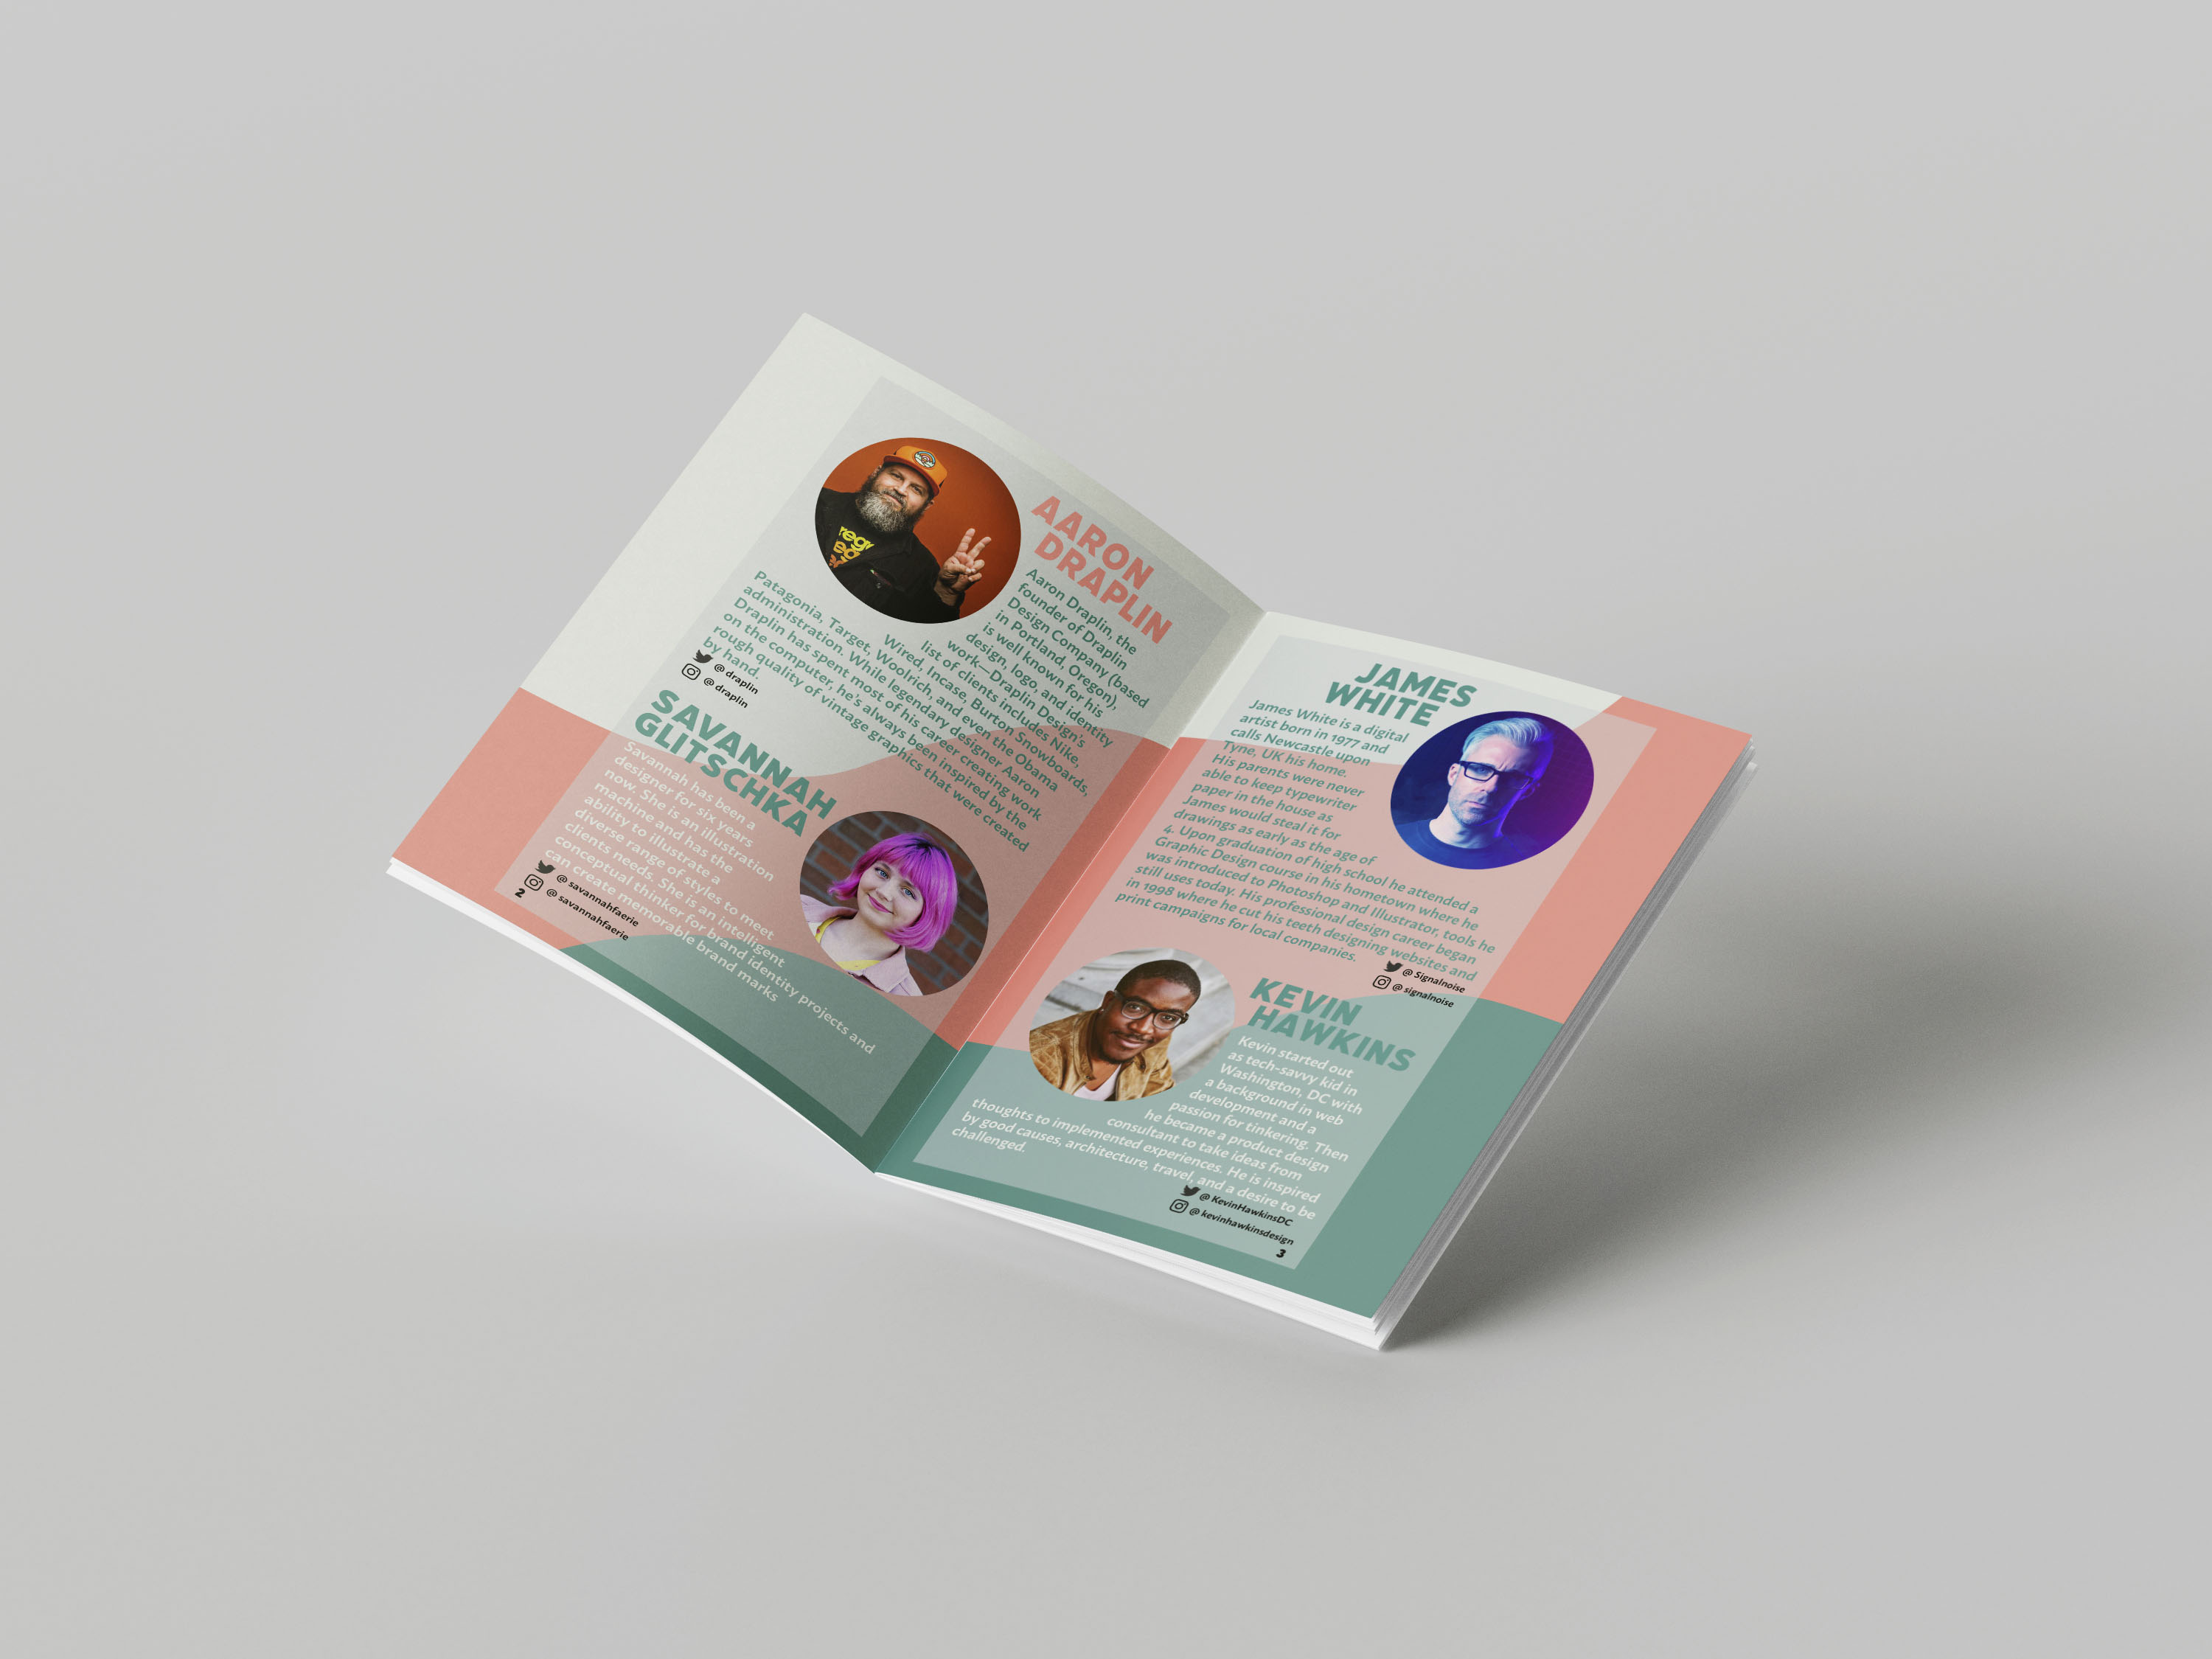 AARON
DRAPLIN
Aaron Draplin, the
founder of Draplin
Design Company (based
in Portland, Oregon),
is well known for his
design, logo, and identity
work—Draplin Design's
list of clients includes Nike,
Wired, Incase, Burton Snowboards,
Patagonia, Target, Woolrich, and even the Obama
administration. While legendary designer Aaron
Draplin has spent most of his career creating work
on the computer, he's always been inspired by the
rough quality of vintage graphics that were created
by hand.
@draplin
@draplin
SAVANNAH
GLITSCHKA
Savannah has been a
designer for six years
now. She is an illustration
machine and has the
ability to illustrate a
diverse range of styles to meet
clients needs. She is an intelligent
conceptual thinker for brand identity projects and
can create memorable brand marks
@savannahfaerie
@savannahfaerie
2
JAMES
WHITE
James White is a digital
artist born in 1977 and
calls Newcastle upon
Tyne, UK his home.
His parents were never
able to keep typewriter
paper in the house as
James would steal it for
drawings as early as the age of
4. Upon graduation of high school he attended a
Graphic Design course in his hometown where he
was introduced to Photoshop and Illustrator, tools he
still uses today. His professional design career began
in 1998 where he cut his teeth designing websites and
print campaigns for local companies.
@Signalnoise
@signalnoise
KEVIN
HAWKINS
Kevin started out
as tech-savvy kid in
Washington, DC with
a background in web
development and a
passion for tinkering. Then
he became a product design
consultant to take ideas from
thoughts to implemented experiences. He is inspired
by good causes, architecture, travel, and a desire to be
challenged.
@KevinHawkinsDC
@kevinhawkinsdesign
3